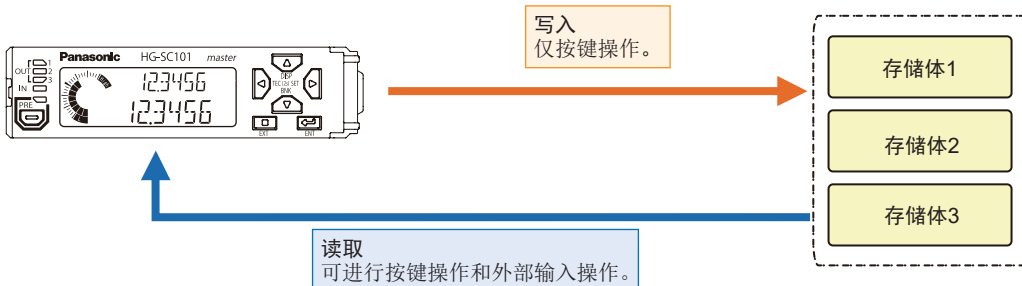 写入
仅按键操作。
Panasonic HG-SC101 master
OUT 1
2
3
IN
PRE
12.3456
12.3456
DISP
TEC 12sl SET
BNK
EXT
ENT
存储体1
存储体2
存储体3
读取
可进行按键操作和外部输入操作。